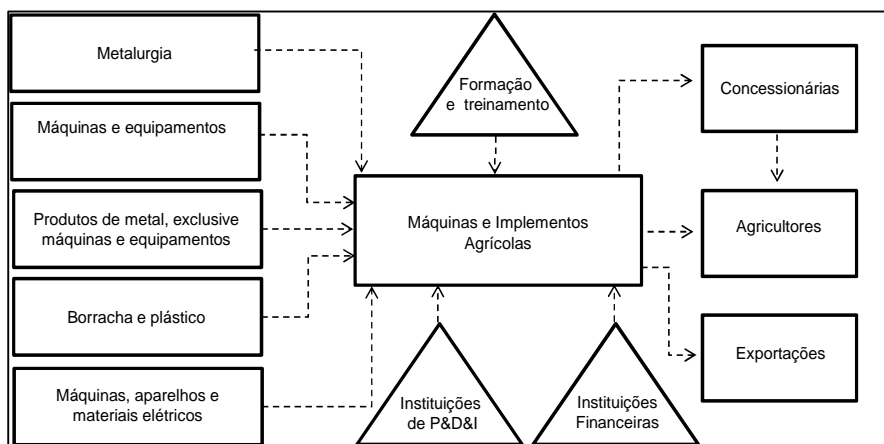 Metalurgia
Máquinas e equipamentos
Produtos de metal, exclusive
máquinas e equipamentos
Borracha e plástico
Máquinas, aparelhos e
materiais elétricos
Formação
e treinamento
Máquinas e Implementos
Agrícolas
Instituições
de P&D&I
Instituições
Financeiras
Concessionárias
Agricultores
Exportações